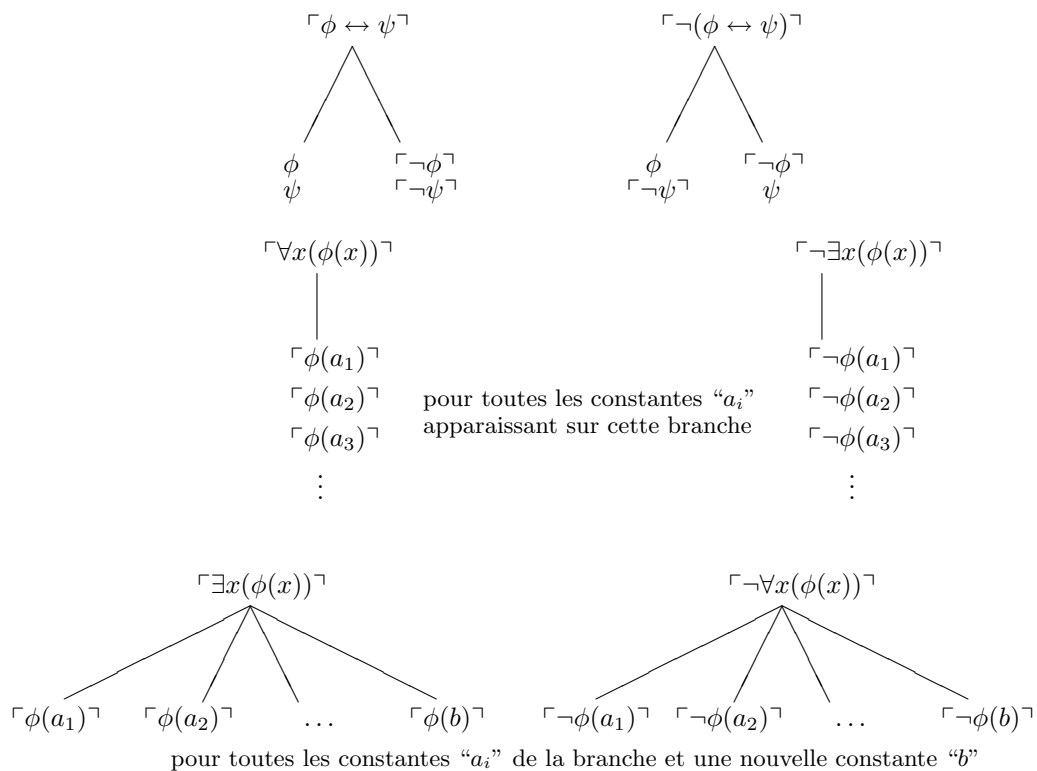 ⌜ϕ ↔ ψ⌝ ⌜¬(ϕ ↔ ψ)⌝
ϕ ⌜¬ϕ⌝ ϕ ⌜¬ϕ⌝
ψ ⌜¬ψ⌝ ⌜¬ψ⌝ ψ
⌜∀x(ϕ(x))⌝ ⌜¬∃x(ϕ(x))⌝
⌜ϕ(a₁)⌝ ⌜¬ϕ(a₁)⌝
⌜ϕ(a₂)⌝ pour toutes les constantes “aᵢ” ⌜¬ϕ(a₂)⌝
⌜ϕ(a₃)⌝ apparaissant sur cette branche ⌜¬ϕ(a₃)⌝
⋮ ⋮
⌜∃x(ϕ(x))⌝ ⌜¬∀x(ϕ(x))⌝
⌜ϕ(a₁)⌝ ⌜ϕ(a₂)⌝ … ⌜ϕ(b)⌝ ⌜¬ϕ(a₁)⌝ ⌜¬ϕ(a₂)⌝ … ⌜¬ϕ(b)⌝
pour toutes les constantes “aᵢ” de la branche et une nouvelle constante “b”